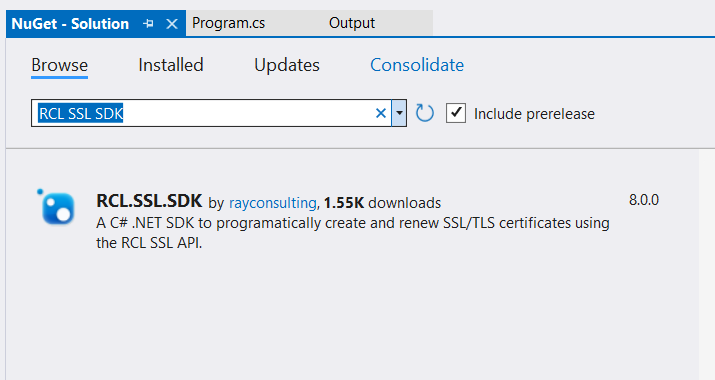 NuGet - Solution Program.cs Output
Browse Installed Updates Consolidate
RCL SSL SDK Include prerelease
RCL.SSL.SDK by rayconsulting, 1.55K downloads 8.0.0
A C# .NET SDK to programatically create and renew SSL/TLS certificates using
the RCL SSL API.